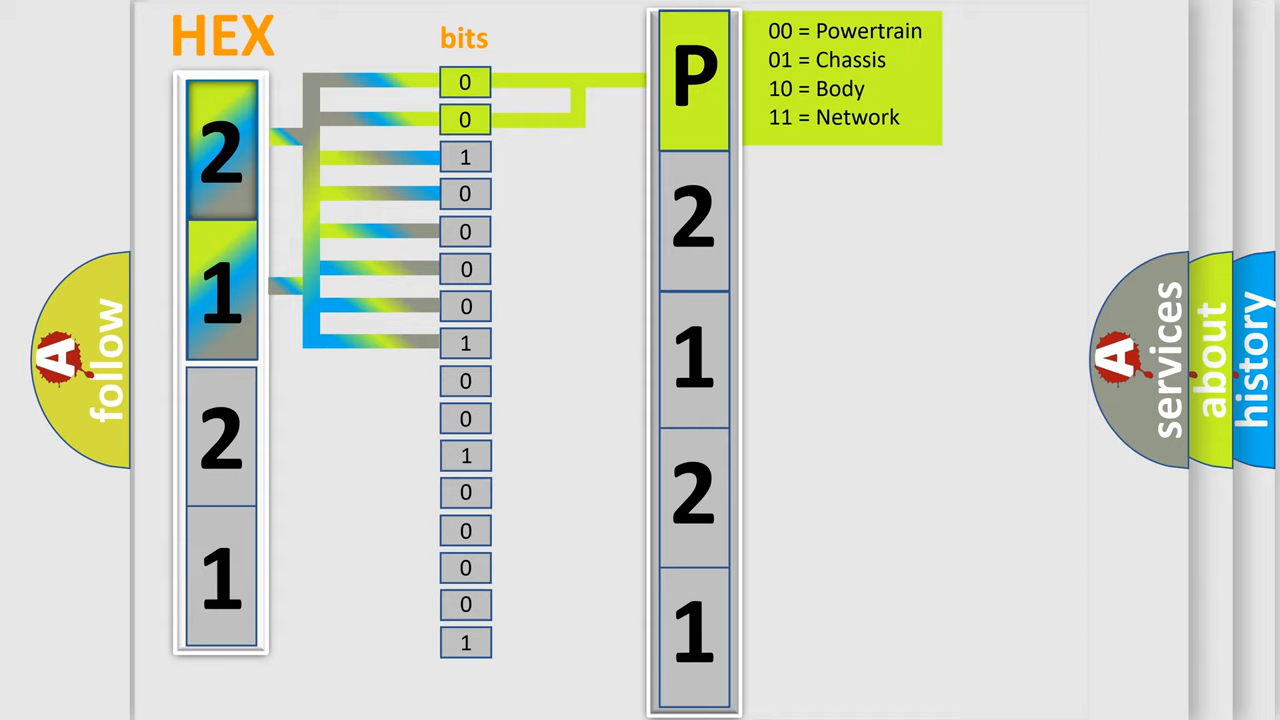 HEX
bits
2
1
2
1
0
0
1
0
0
0
0
1
0
0
1
0
0
0
0
1
P
2
1
2
1
00 = Powertrain
01 = Chassis
10 = Body
11 = Network
A follow
A services
about
history